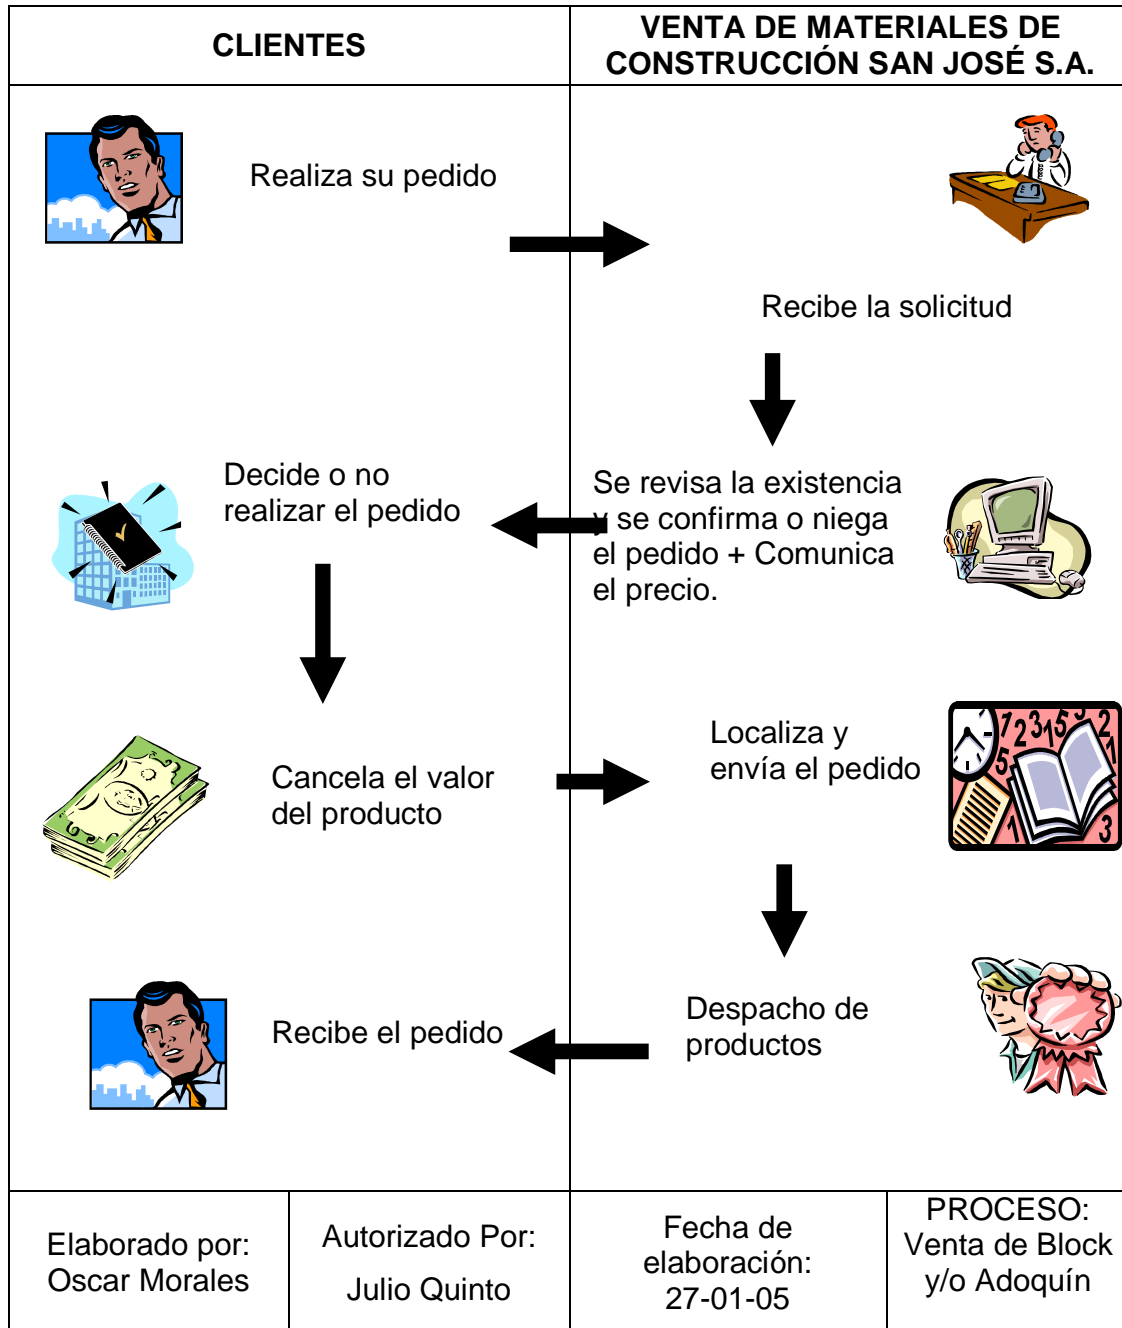 CLIENTES
VENTA DE MATERIALES DE
CONSTRUCCIÓN SAN JOSÉ S.A.
Realiza su pedido
Recibe la solicitud
Decide o no
realizar el pedido
Se revisa la existencia
y se confirma o niega
el pedido + Comunica
el precio.
Cancela el valor
del producto
Localiza y
envía el pedido
Despacho de
productos
Recibe el pedido
Elaborado por:
Oscar Morales
Autorizado Por:
Julio Quinto
Fecha de
elaboración:
27-01-05
PROCESO:
Venta de Block
y/o Adoquín